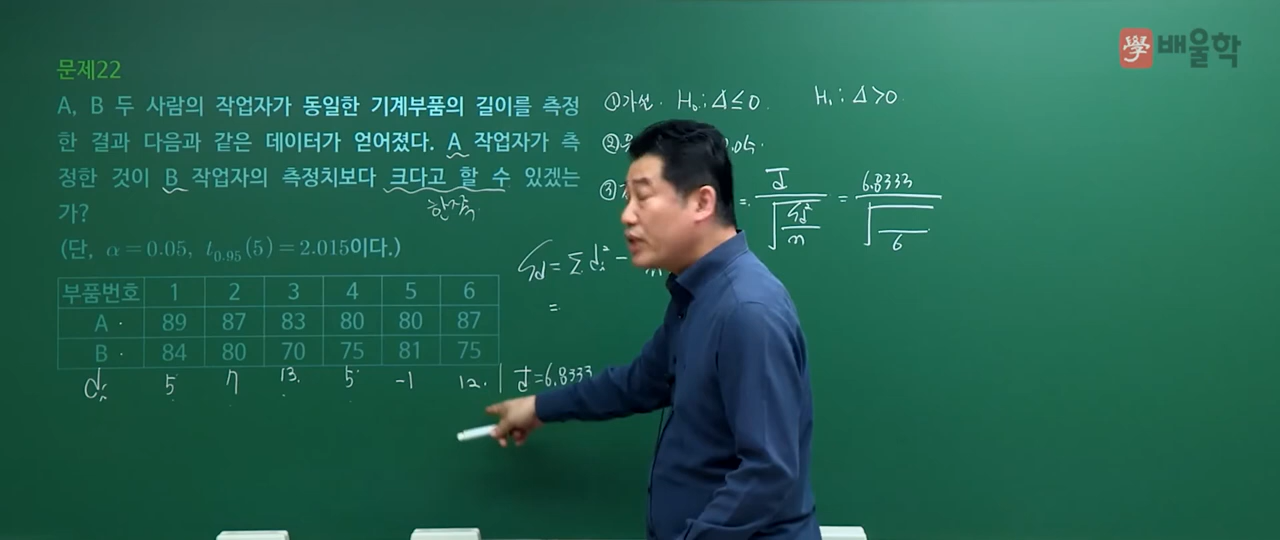 學 배울학
문제22
A, B 두 사람의 작업자가 동일한 기계부품의 길이를 측정
한 결과 다음과 같은 데이터가 얻어졌다. A 작업자가 측
정한 것이 B 작업자의 측정치보다 크다고 할 수 있겠는
가?
한쪽
(단, α = 0.05, t0.95(5) = 2.015이다.)
부품번호 1 2 3 4 5 6
A 89 87 83 80 80 87
B 84 80 70 75 81 75
di 5 7 13 5 -1 12 d̄=6.8333
①가설. H₀: Δ≤0. H₁: Δ>0.
②
③ = d̄ / √(Sd²/n) = 6.8333 / √( /6)
Sd = Σdi² -
=